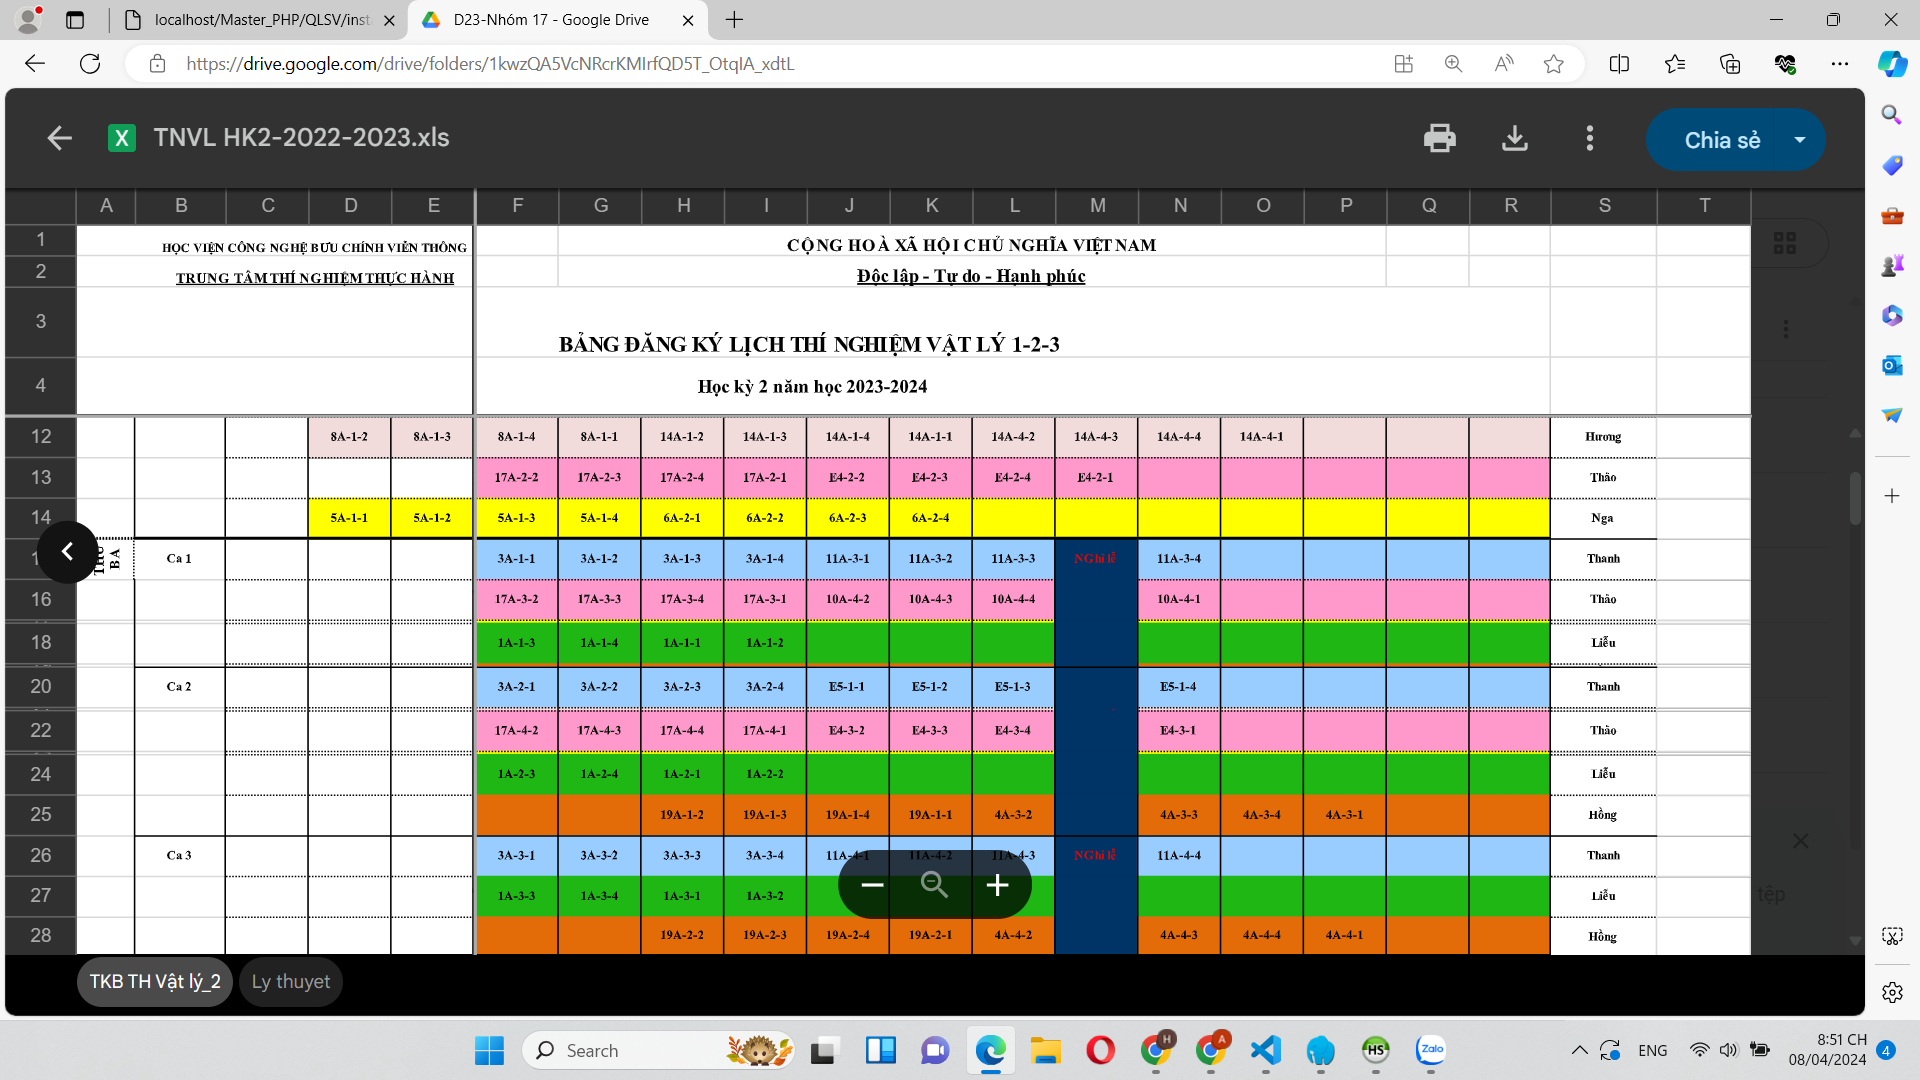 localhost/Master_PHP/QLSV/inst
D23-Nhóm 17 - Google Drive
https://drive.google.com/drive/folders/1kwzQA5VcNRcrKMIrfQD5T_OtqIA_xdtL
X TNVL HK2-2022-2023.xls
Chia sẻ
A B C D E F G H I J K L M N O P Q R S T
1 HỌC VIỆN CÔNG NGHỆ BƯU CHÍNH VIỄN THÔNG CỘNG HOÀ XÃ HỘI CHỦ NGHĨA VIỆT NAM
2 TRUNG TÂM THÍ NGHIỆM THỰC HÀNH Độc lập - Tự do - Hạnh phúc
3 BẢNG ĐĂNG KÝ LỊCH THÍ NGHIỆM VẬT LÝ 1-2-3
4 Học kỳ 2 năm học 2023-2024
12 8A-1-2 8A-1-3 8A-1-4 8A-1-1 14A-1-2 14A-1-3 14A-1-4 14A-1-1 14A-4-2 14A-4-3 14A-4-4 14A-4-1 Hương
13 17A-2-2 17A-2-3 17A-2-4 17A-2-1 E4-2-2 E4-2-3 E4-2-4 E4-2-1 Thảo
14 5A-1-1 5A-1-2 5A-1-3 5A-1-4 6A-2-1 6A-2-2 6A-2-3 6A-2-4 Nga
BA Ca 1 3A-1-1 3A-1-2 3A-1-3 3A-1-4 11A-3-1 11A-3-2 11A-3-3 NGhỉ lễ 11A-3-4 Thanh
16 17A-3-2 17A-3-3 17A-3-4 17A-3-1 10A-4-2 10A-4-3 10A-4-4 10A-4-1 Thảo
18 1A-1-3 1A-1-4 1A-1-1 1A-1-2 Liễu
20 Ca 2 3A-2-1 3A-2-2 3A-2-3 3A-2-4 E5-1-1 E5-1-2 E5-1-3 E5-1-4 Thanh
22 17A-4-2 17A-4-3 17A-4-4 17A-4-1 E4-3-2 E4-3-3 E4-3-4 E4-3-1 Thảo
24 1A-2-3 1A-2-4 1A-2-1 1A-2-2 Liễu
25 19A-1-2 19A-1-3 19A-1-4 19A-1-1 4A-3-2 4A-3-3 4A-3-4 4A-3-1 Hồng
26 Ca 3 3A-3-1 3A-3-2 3A-3-3 3A-3-4 11A-4-1 11A-4-2 11A-4-3 NGhỉ lễ 11A-4-4 Thanh
27 1A-3-3 1A-3-4 1A-3-1 1A-3-2 Liễu
tệp
28 19A-2-2 19A-2-3 19A-2-4 19A-2-1 4A-4-2 4A-4-3 4A-4-4 4A-4-1 Hồng
TKB TH Vật lý_2 Ly thuyet
Search
H A HS Zalo
ENG
8:51 CH
08/04/2024
4